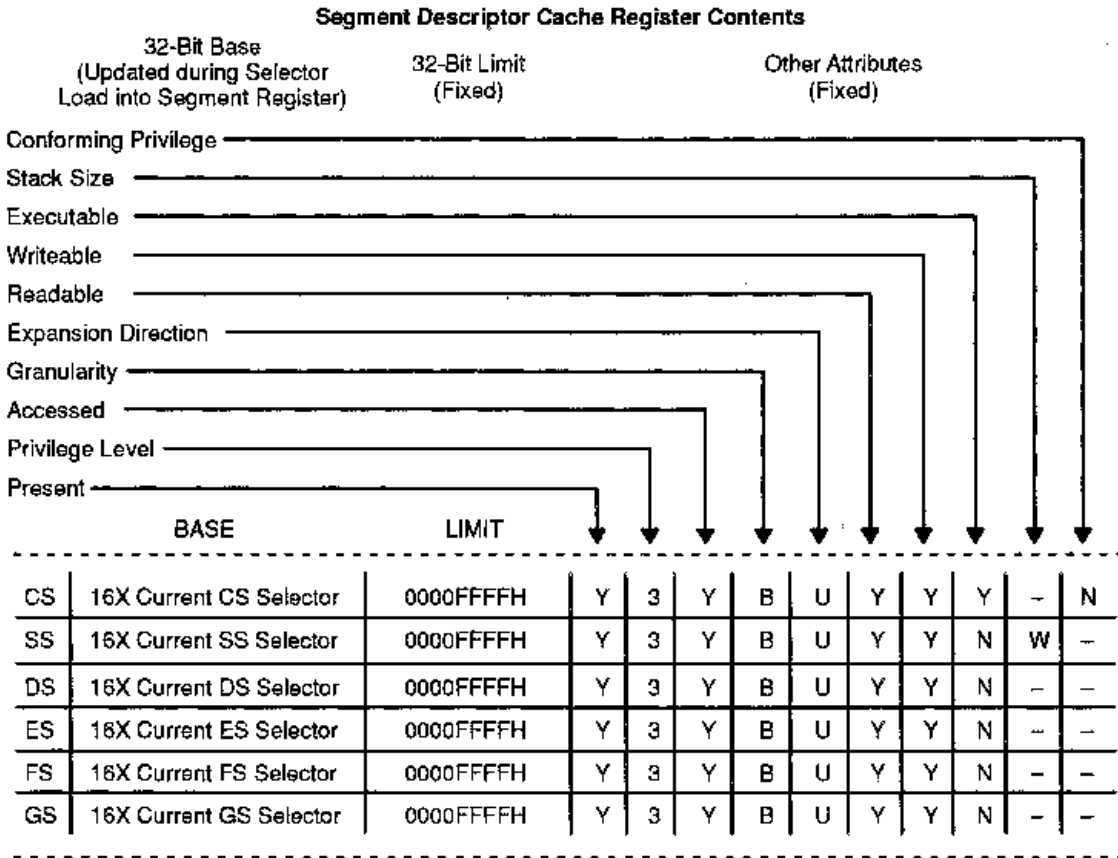 Segment Descriptor Cache Register Contents
32-Bit Base
(Updated during Selector
Load into Segment Register)
32-Bit Limit
(Fixed)
Other Attributes
(Fixed)
Conforming Privilege
Stack Size
Executable
Writeable
Readable
Expansion Direction
Granularity
Accessed
Privilege Level
Present
BASE LIMIT
CS 16X Current CS Selector 0000FFFFH Y 3 Y B U Y Y Y – N
SS 16X Current SS Selector 0000FFFFH Y 3 Y B U Y Y N W –
DS 16X Current DS Selector 0000FFFFH Y 3 Y B U Y Y N – –
ES 16X Current ES Selector 0000FFFFH Y 3 Y B U Y Y N – –
FS 16X Current FS Selector 0000FFFFH Y 3 Y B U Y Y N – –
GS 16X Current GS Selector 0000FFFFH Y 3 Y B U Y Y N – –